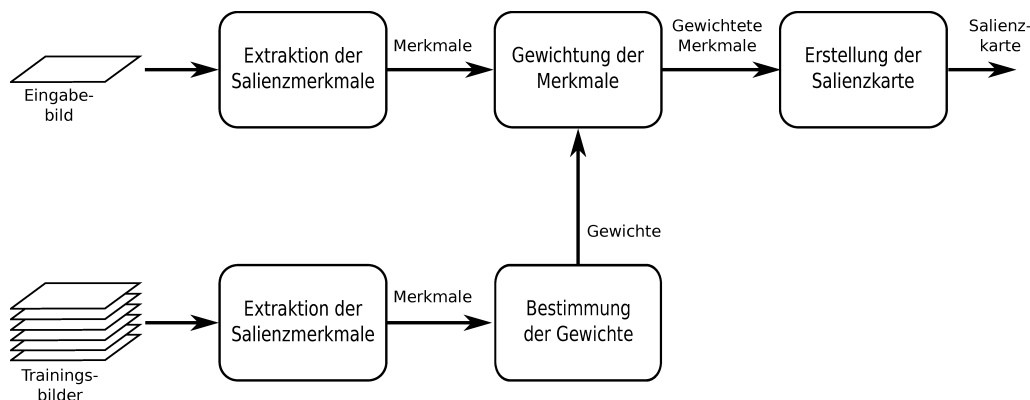 Eingabe-
bild
Extraktion der
Salienzmerkmale
Merkmale
Gewichtung der
Merkmale
Gewichtete
Merkmale
Erstellung der
Salienzkarte
Salienz-
karte
Gewichte
Trainings-
bilder
Extraktion der
Salienzmerkmale
Merkmale
Bestimmung
der Gewichte